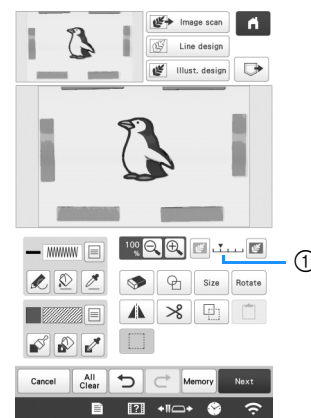 Image scan
Line design
Illust. design
100 %
①
Size
Rotate
Cancel
All Clear
Memory
Next